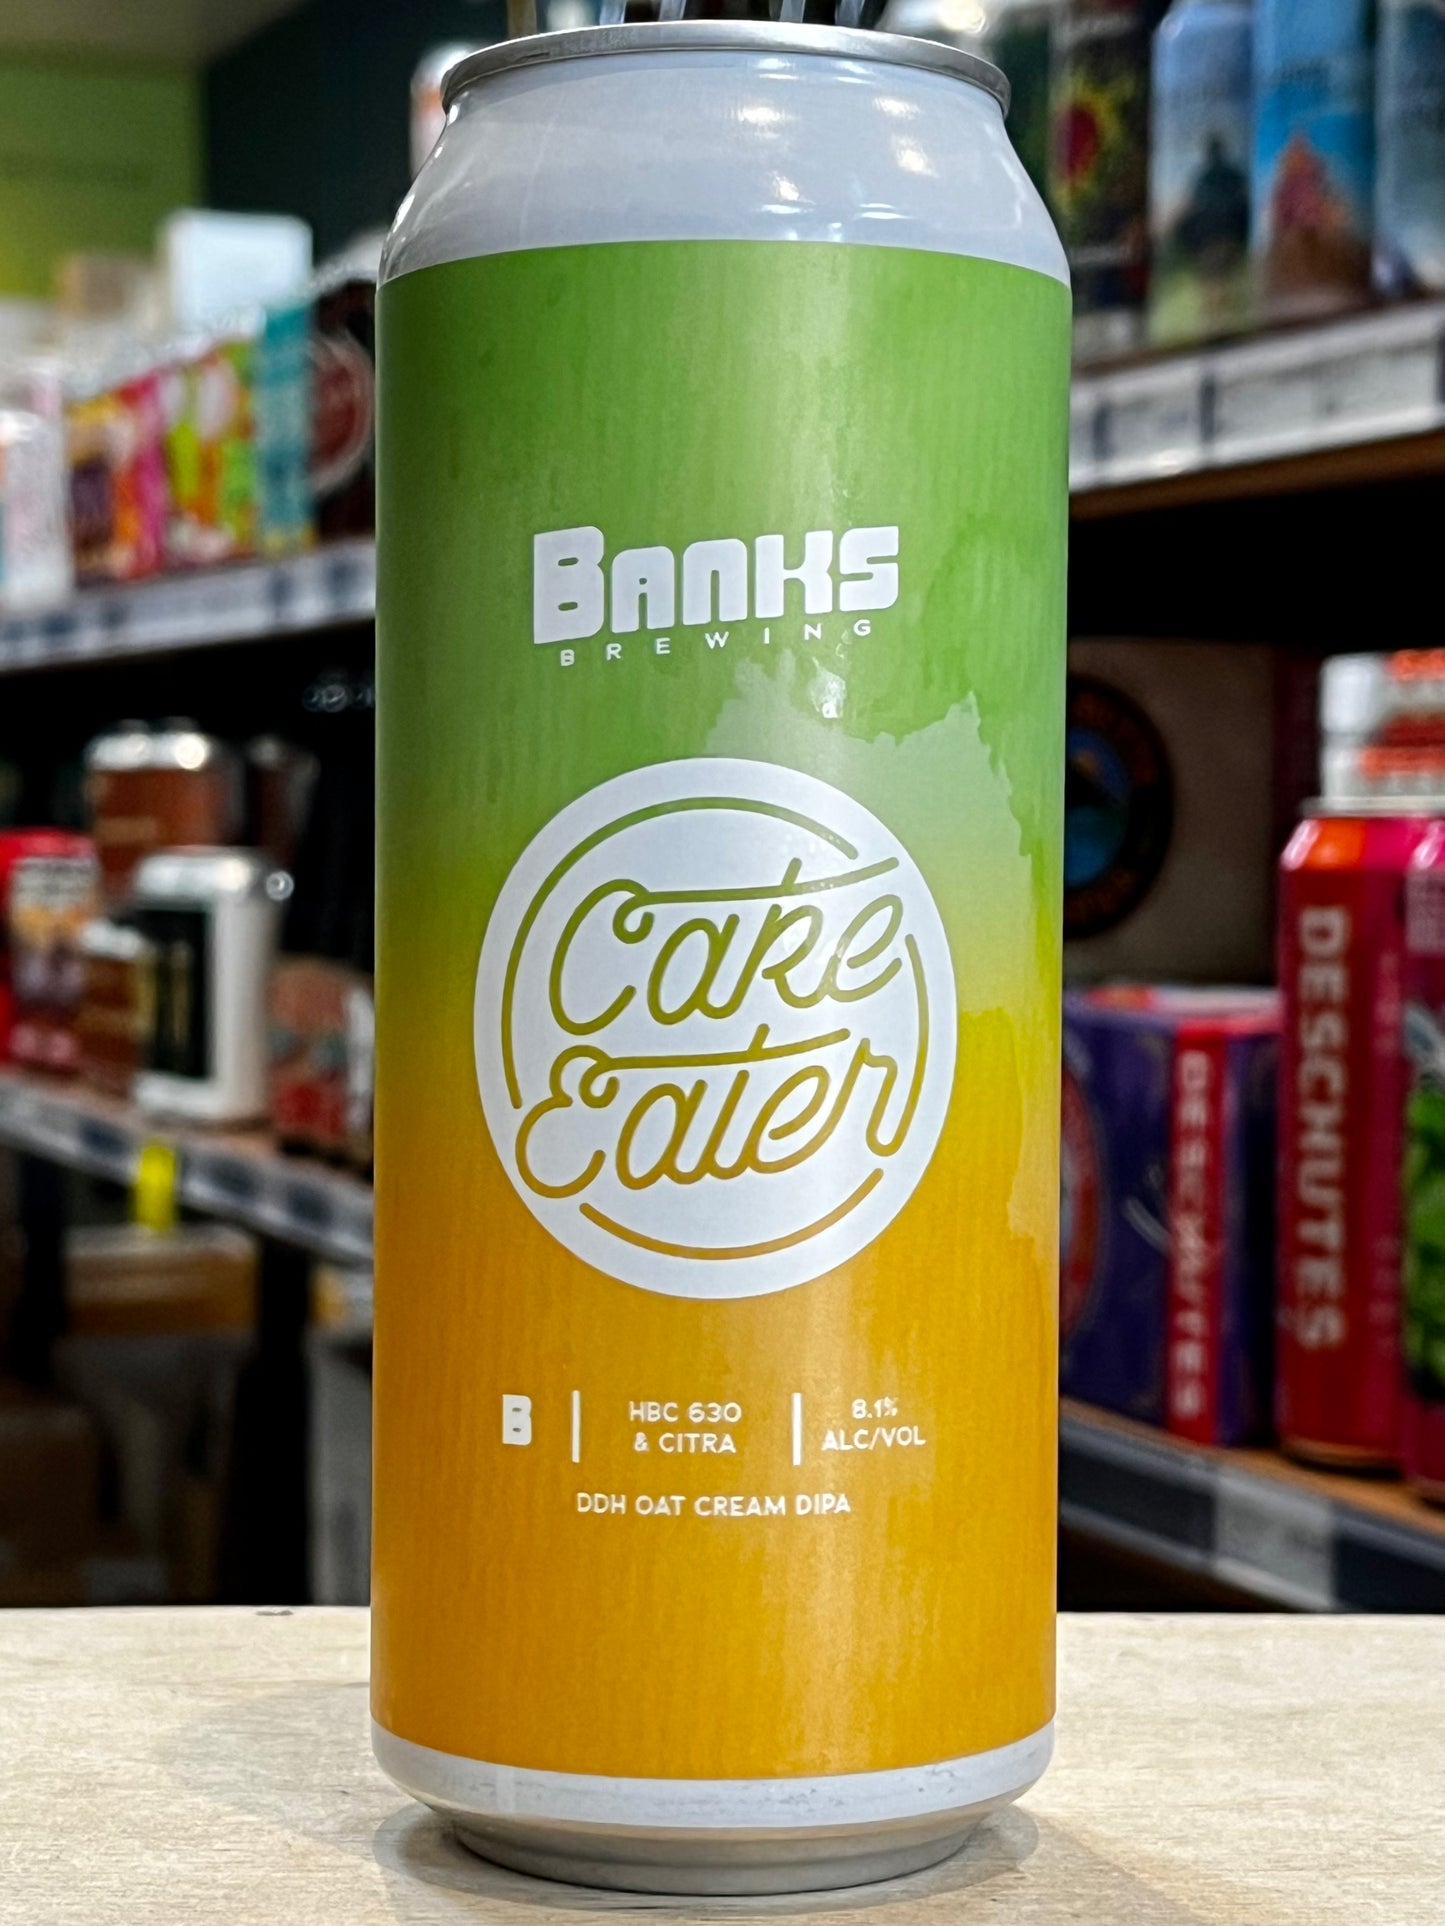 BANKS
BREWING
Cake
Eater
B
HBC 630
& CITRA
8.1%
ALC/VOL
DDH OAT CREAM DIPA
DESCHUTES
DESCHUTES